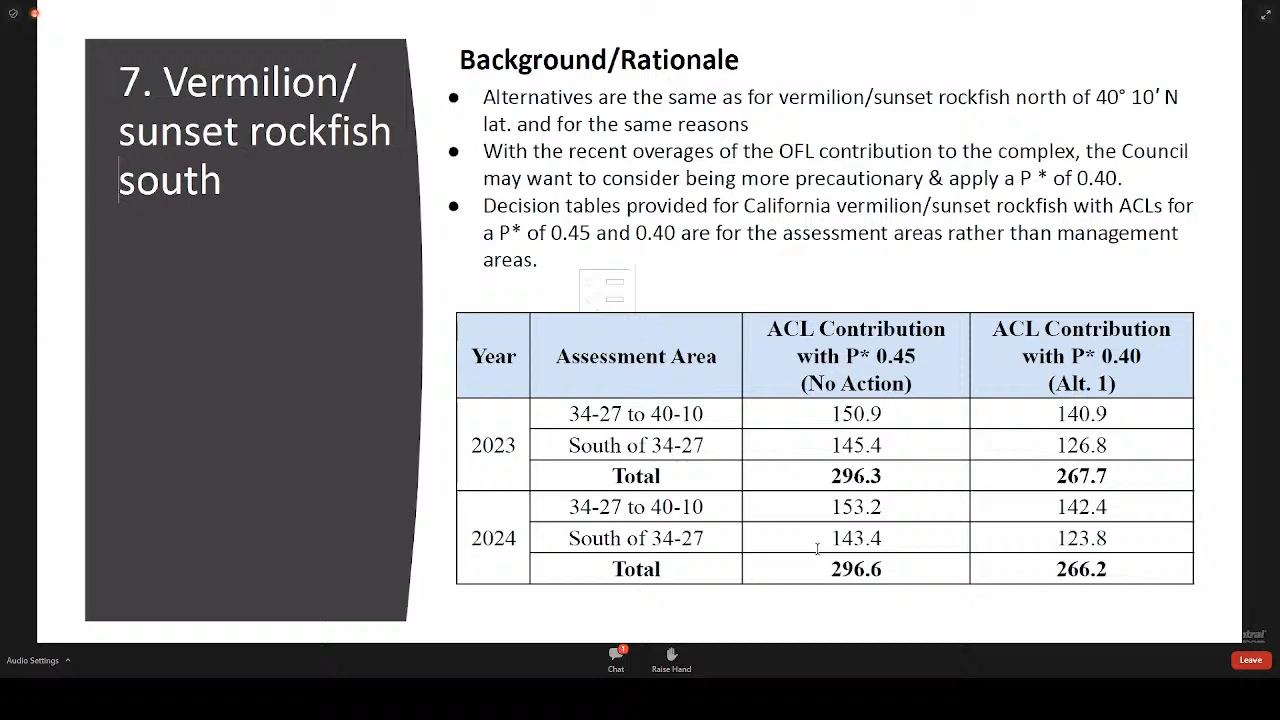 7. Vermilion/
sunset rockfish
south
Background/Rationale
● Alternatives are the same as for vermilion/sunset rockfish north of 40° 10′ N
lat. and for the same reasons
● With the recent overages of the OFL contribution to the complex, the Council
may want to consider being more precautionary & apply a P * of 0.40.
● Decision tables provided for California vermilion/sunset rockfish with ACLs for
a P* of 0.45 and 0.40 are for the assessment areas rather than management
areas.
Year Assessment Area ACL Contribution with P* 0.45 (No Action) ACL Contribution with P* 0.40 (Alt. 1)
2023 34-27 to 40-10 150.9 140.9
South of 34-27 145.4 126.8
Total 296.3 267.7
2024 34-27 to 40-10 153.2 142.4
South of 34-27 143.4 123.8
Total 296.6 266.2
Audio Settings
1
Chat
Raise Hand
Leave